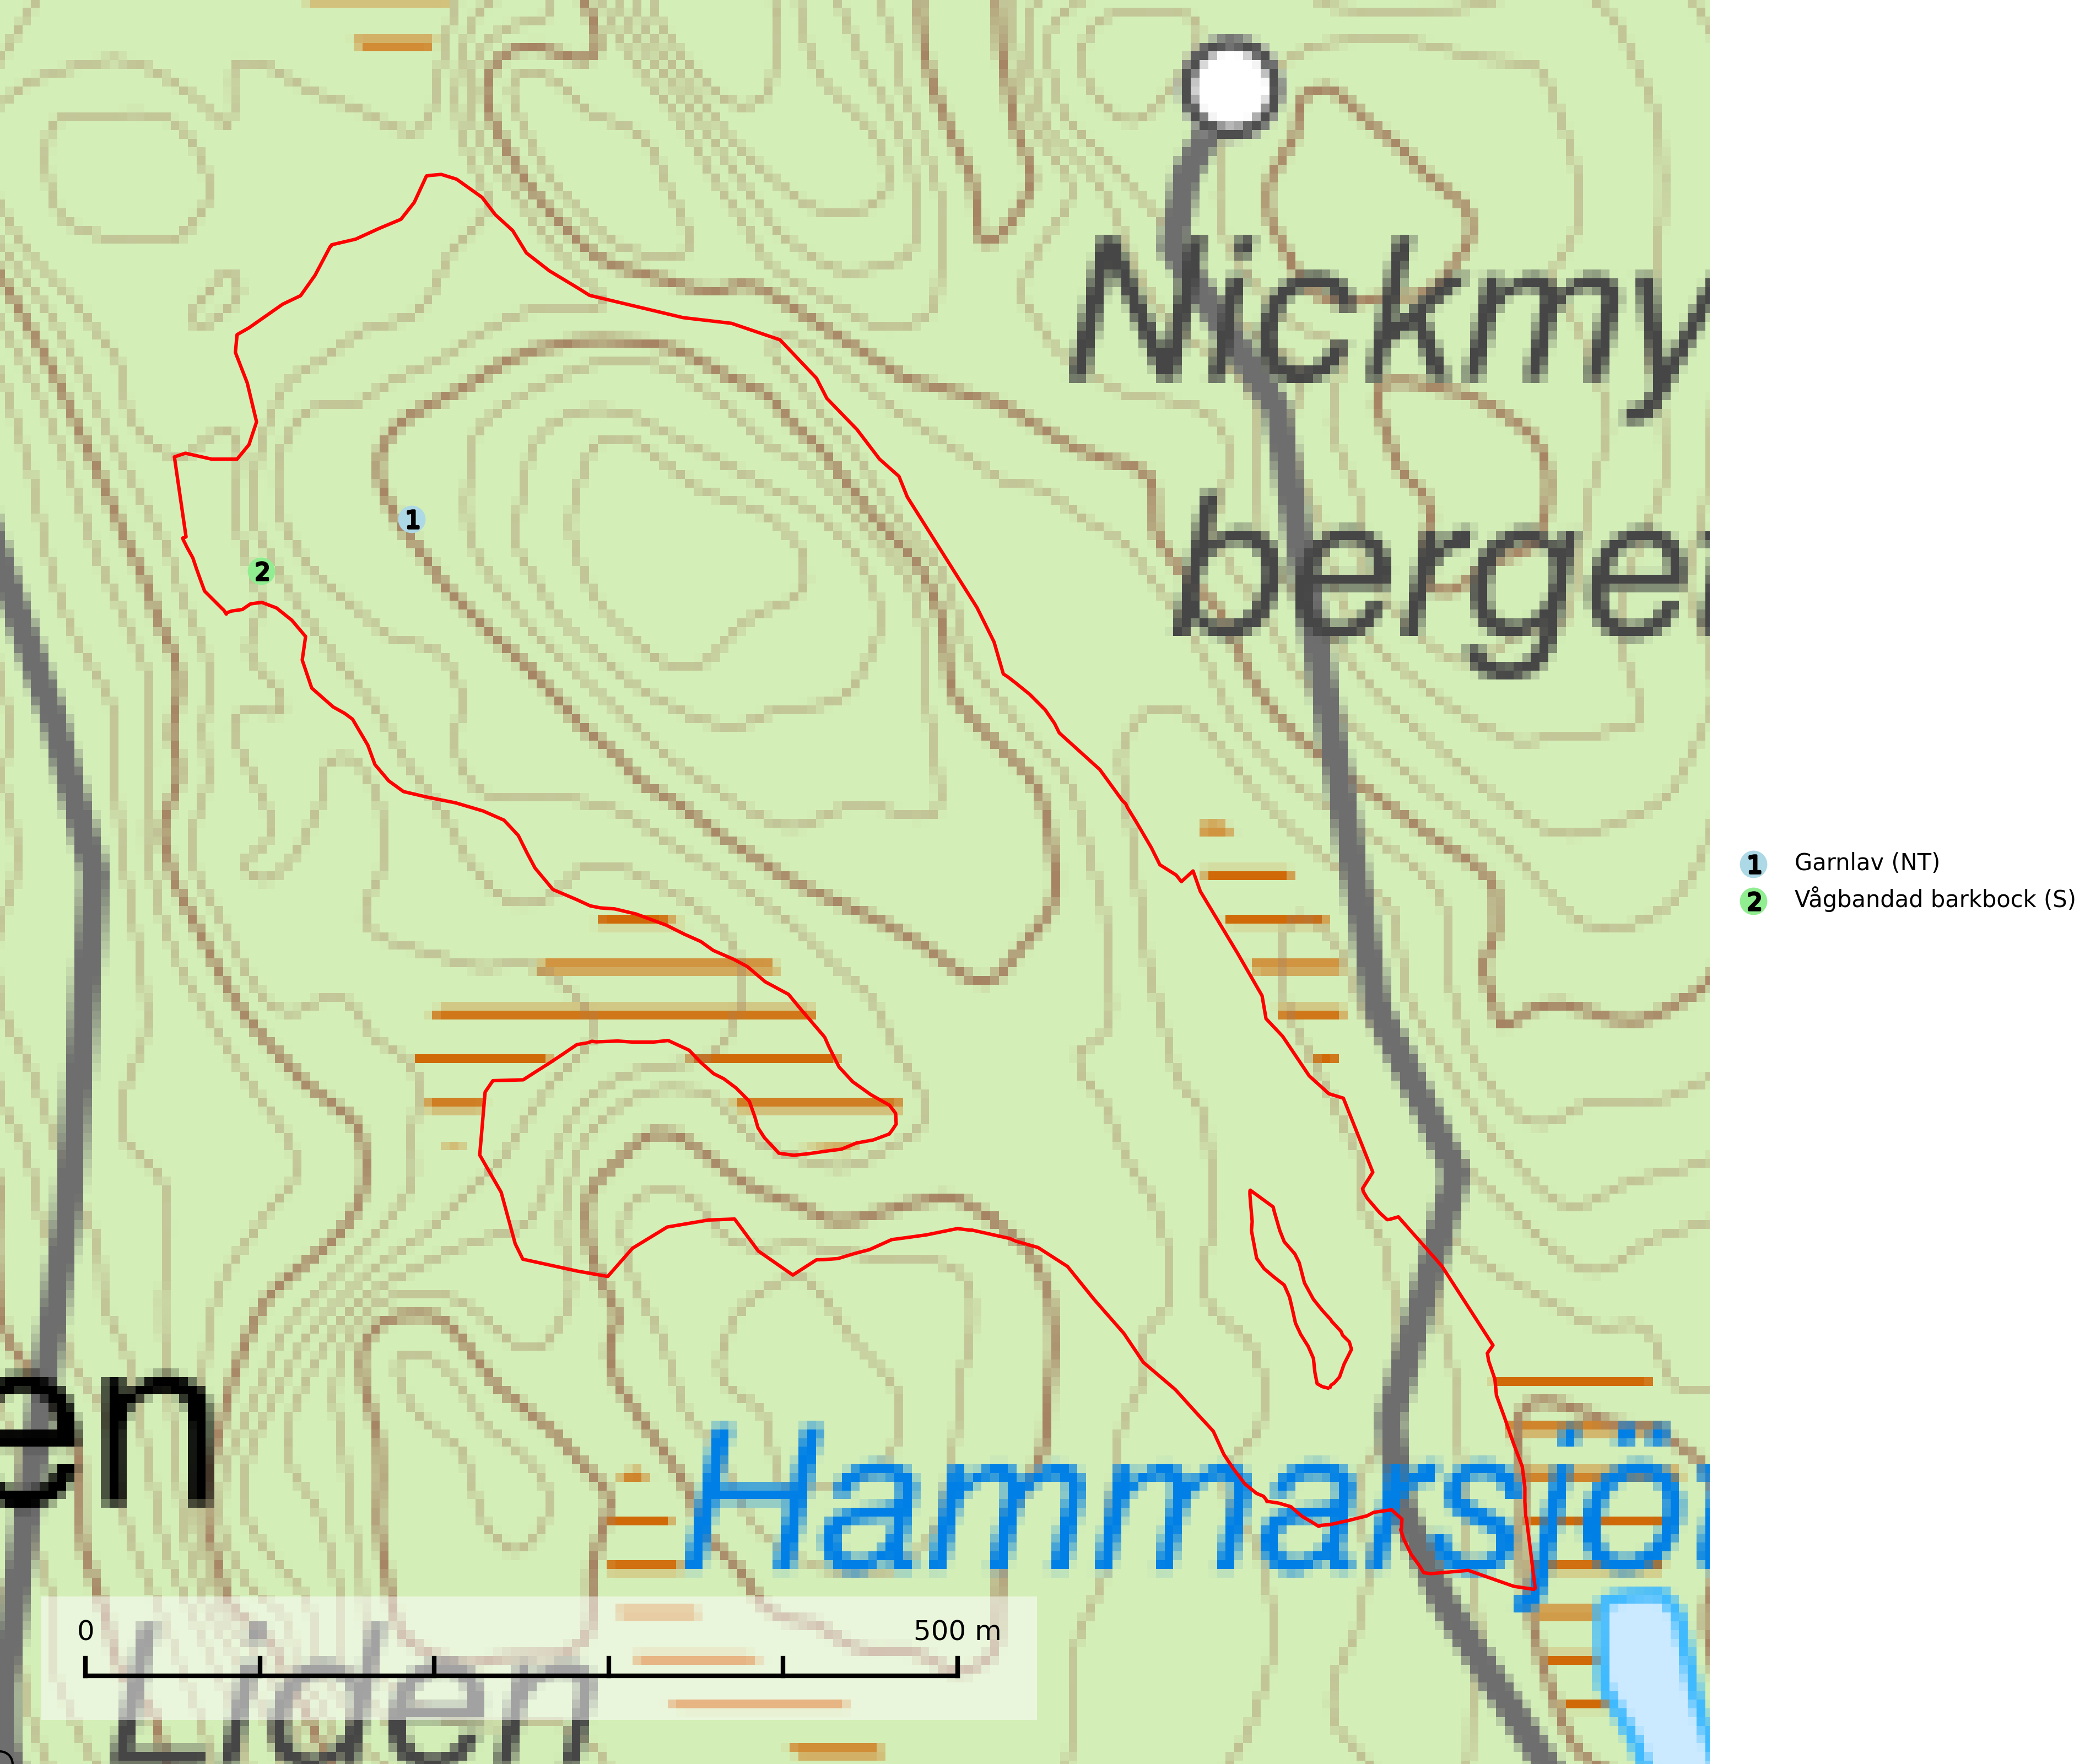 Nickmy
berge
1
2
1 Garnlav (NT)
2 Vågbandad barkbock (S)
en
Hammarsjö
0 500 m
Liden